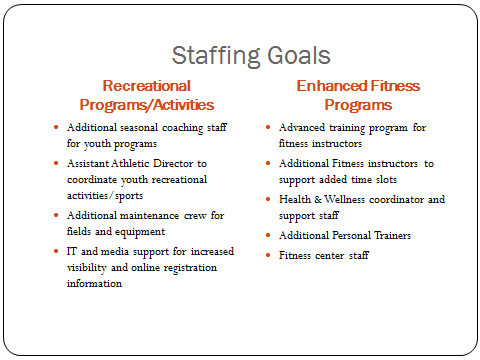 Staffing Goals
Recreational
Programs/Activities
• Additional seasonal coaching staff
for youth programs
• Assistant Athletic Director to
coordinate youth recreational
activities/sports
• Additional maintenance crew for
fields and equipment
• IT and media support for increased
visibility and online registration
information
Enhanced Fitness
Programs
• Advanced training program for
fitness instructors
• Additional Fitness instructors to
support added time slots
• Health & Wellness coordinator and
support staff
• Additional Personal Trainers
• Fitness center staff